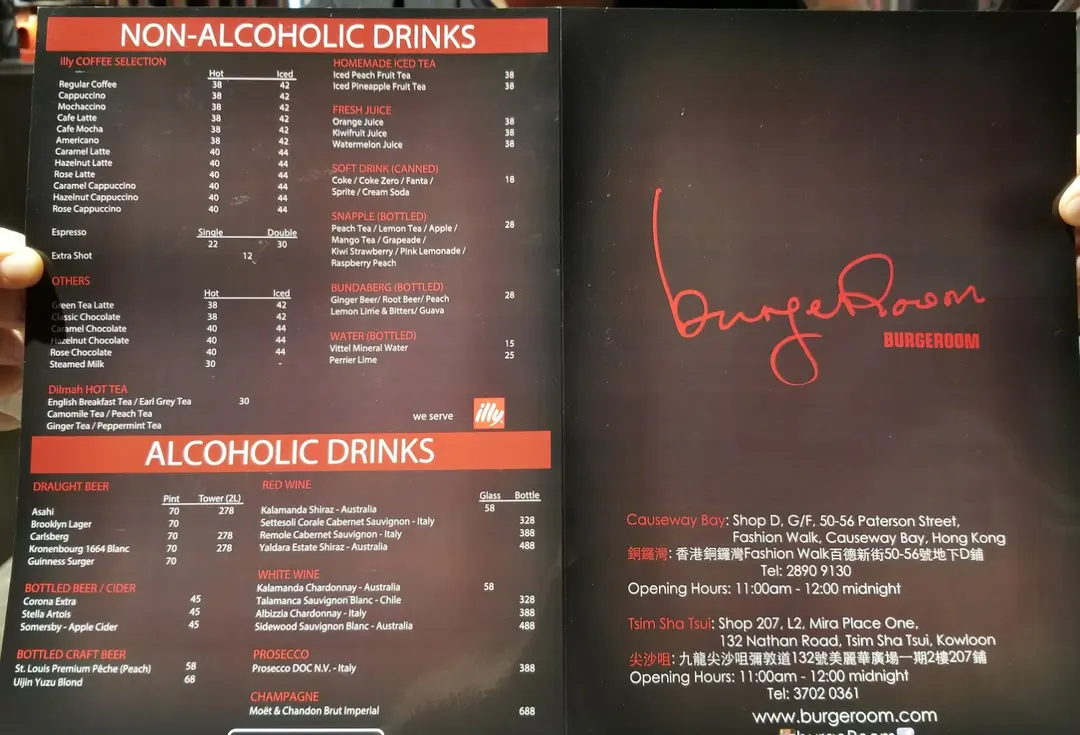 NON-ALCOHOLIC DRINKS
illy COFFEE SELECTION
Hot Iced
Regular Coffee 38 42
Cappuccino 38 42
Mochaccino 38 42
Cafe Latte 38 42
Cafe Mocha 38 42
Americano 38 42
Caramel Latte 40 44
Hazelnut Latte 40 44
Rose Latte 40 44
Caramel Cappuccino 40 44
Hazelnut Cappuccino 40 44
Rose Cappuccino 40 44
Single Double
Espresso 22 30
Extra Shot 12
OTHERS
Hot Iced
Green Tea Latte 38 42
Classic Chocolate 38 42
Caramel Chocolate 40 44
Hazelnut Chocolate 40 44
Rose Chocolate 40 44
Steamed Milk 30 -
Dilmah HOT TEA
English Breakfast Tea / Earl Grey Tea 30
Camomile Tea / Peach Tea
Ginger Tea / Peppermint Tea
HOMEMADE ICED TEA
Iced Peach Fruit Tea 38
Iced Pineapple Fruit Tea 38
FRESH JUICE
Orange Juice 38
Kiwifruit Juice 38
Watermelon Juice 38
SOFT DRINK (CANNED)
Coke / Coke Zero / Fanta / 18
Sprite / Cream Soda
SNAPPLE (BOTTLED)
Peach Tea / Lemon Tea / Apple / 28
Mango Tea / Grapeade /
Kiwi Strawberry / Pink Lemonade /
Raspberry Peach
BUNDABERG (BOTTLED)
Ginger Beer/ Root Beer/ Peach 28
Lemon Lime & Bitters/ Guava
WATER (BOTTLED)
Vittel Mineral Water 15
Perrier Lime 25
we serve illy
ALCOHOLIC DRINKS
DRAUGHT BEER
Pint Tower (2L)
Asahi 70 278
Brooklyn Lager 70
Carlsberg 70 278
Kronenbourg 1664 Blanc 70 278
Guinness Surger 70
BOTTLED BEER / CIDER
Corona Extra 45
Stella Artois 45
Somersby - Apple Cider 45
BOTTLED CRAFT BEER
St. Louis Premium Pêche (Peach) 58
Uijin Yuzu Blond 68
RED WINE
Glass Bottle
Kalamanda Shiraz - Australia 58
Settesoli Corale Cabernet Sauvignon - Italy 328
Remole Cabernet Sauvignon - Italy 388
Yaldara Estate Shiraz - Australia 488
WHITE WINE
Kalamanda Chardonnay - Australia 58
Talamanca Sauvignon Blanc - Chile 328
Albizzia Chardonnay - Italy 388
Sidewood Sauvignon Blanc - Australia 488
PROSECCO
Prosecco DOC N.V. - Italy 388
CHAMPAGNE
Moët & Chandon Brut Imperial 688
burgeRoom
BURGEROOM
Causeway Bay: Shop D, G/F, 50-56 Paterson Street,
Fashion Walk, Causeway Bay, Hong Kong
銅鑼灣: 香港銅鑼灣Fashion Walk百德新街50-56號地下D鋪
Tel: 2890 9130
Opening Hours: 11:00am - 12:00 midnight
Tsim Sha Tsui: Shop 207, L2, Mira Place One,
132 Nathan Road, Tsim Sha Tsui, Kowloon
尖沙咀: 九龍尖沙咀彌敦道132號美麗華廣場一期2樓207鋪
Opening Hours: 11:00am - 12:00 midnight
Tel: 3702 0361
www.burgeroom.com
burgeRoom